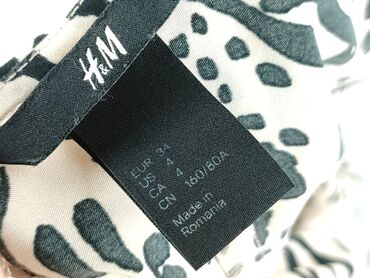 H&M
EUR 34
US 4
CA 4
CN 160/80A
Made in
Romania